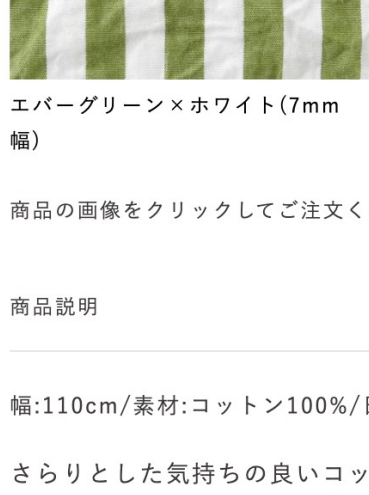 エバーグリーン×ホワイト(7mm
幅)
商品の画像をクリックしてご注文く
商品説明
幅:110cm/素材:コットン100%/
さらりとした気持ちの良いコッ